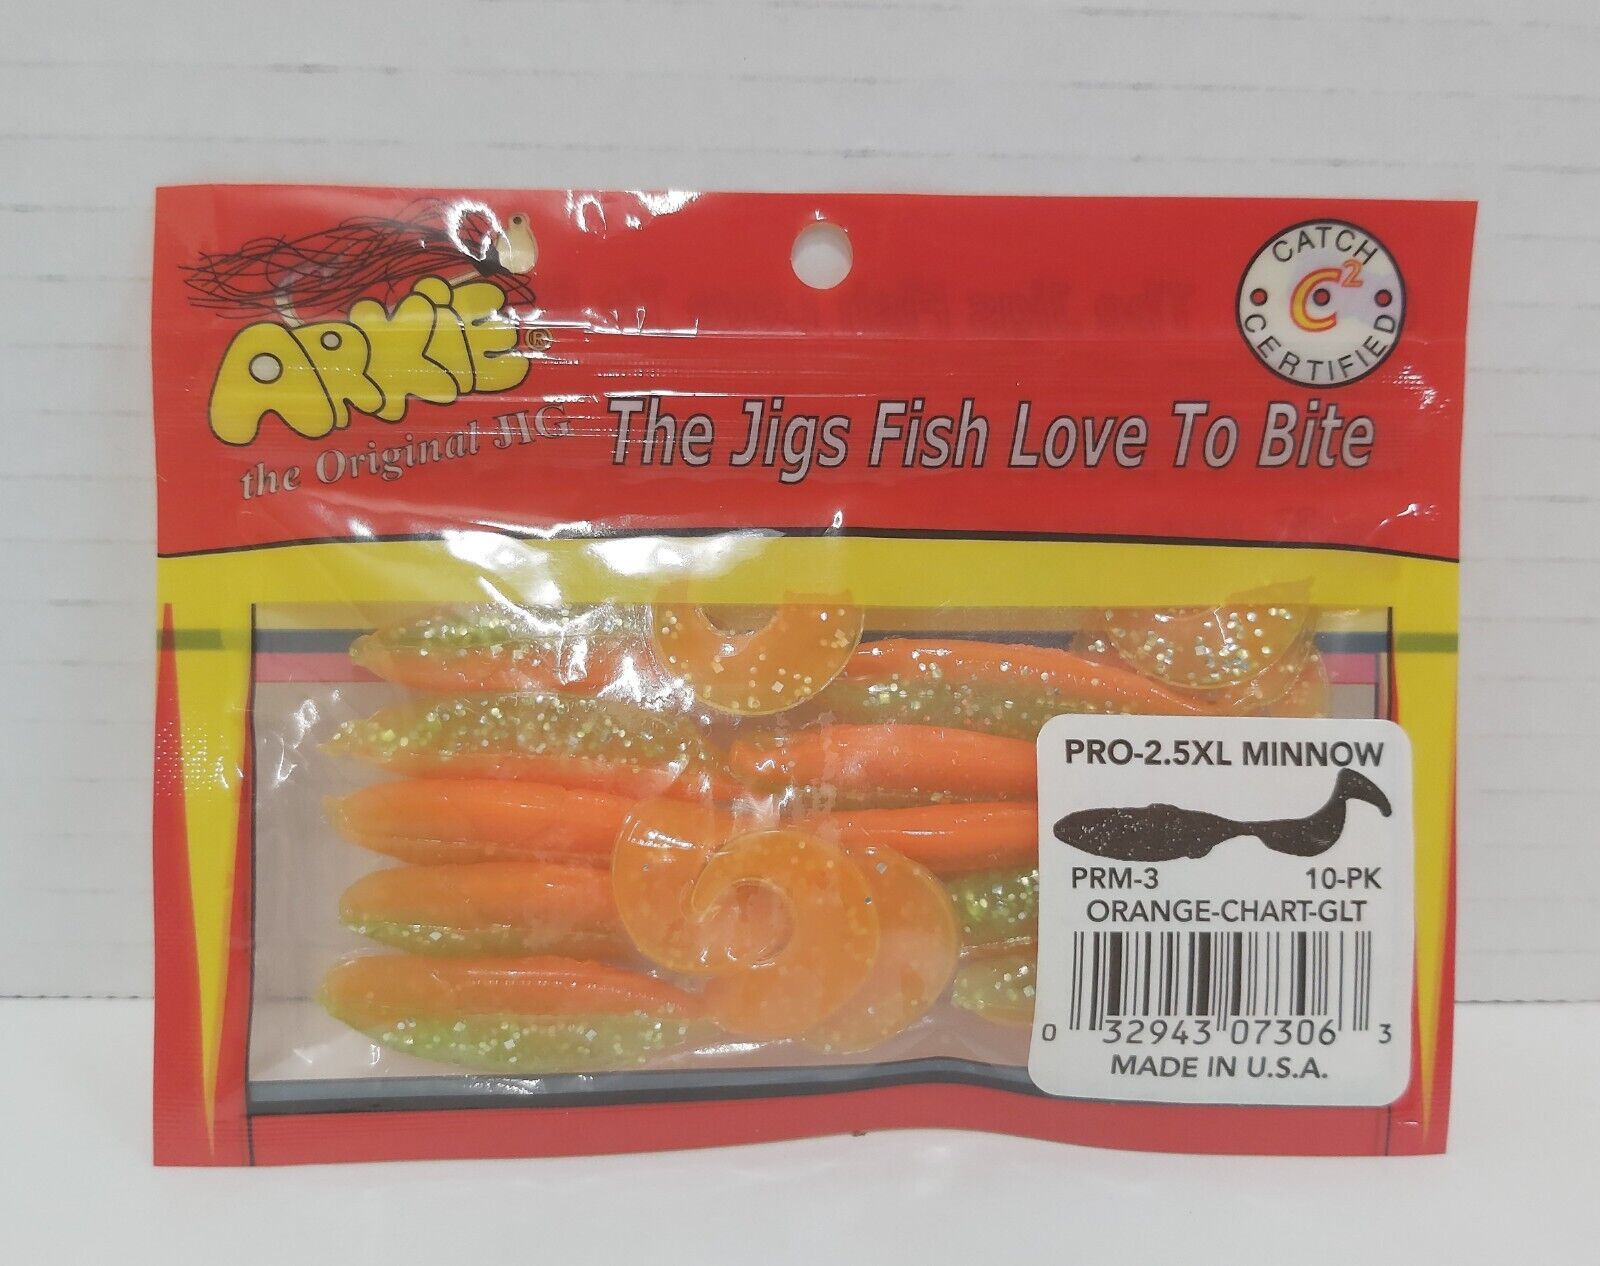 ARKIE®
the Original JIG
The Jigs Fish Love To Bite
CATCH
C2
CERTIFIED
PRO-2.5XL MINNOW
PRM-3 10-PK
ORANGE-CHART-GLT
0 32943 07306 3
MADE IN U.S.A.